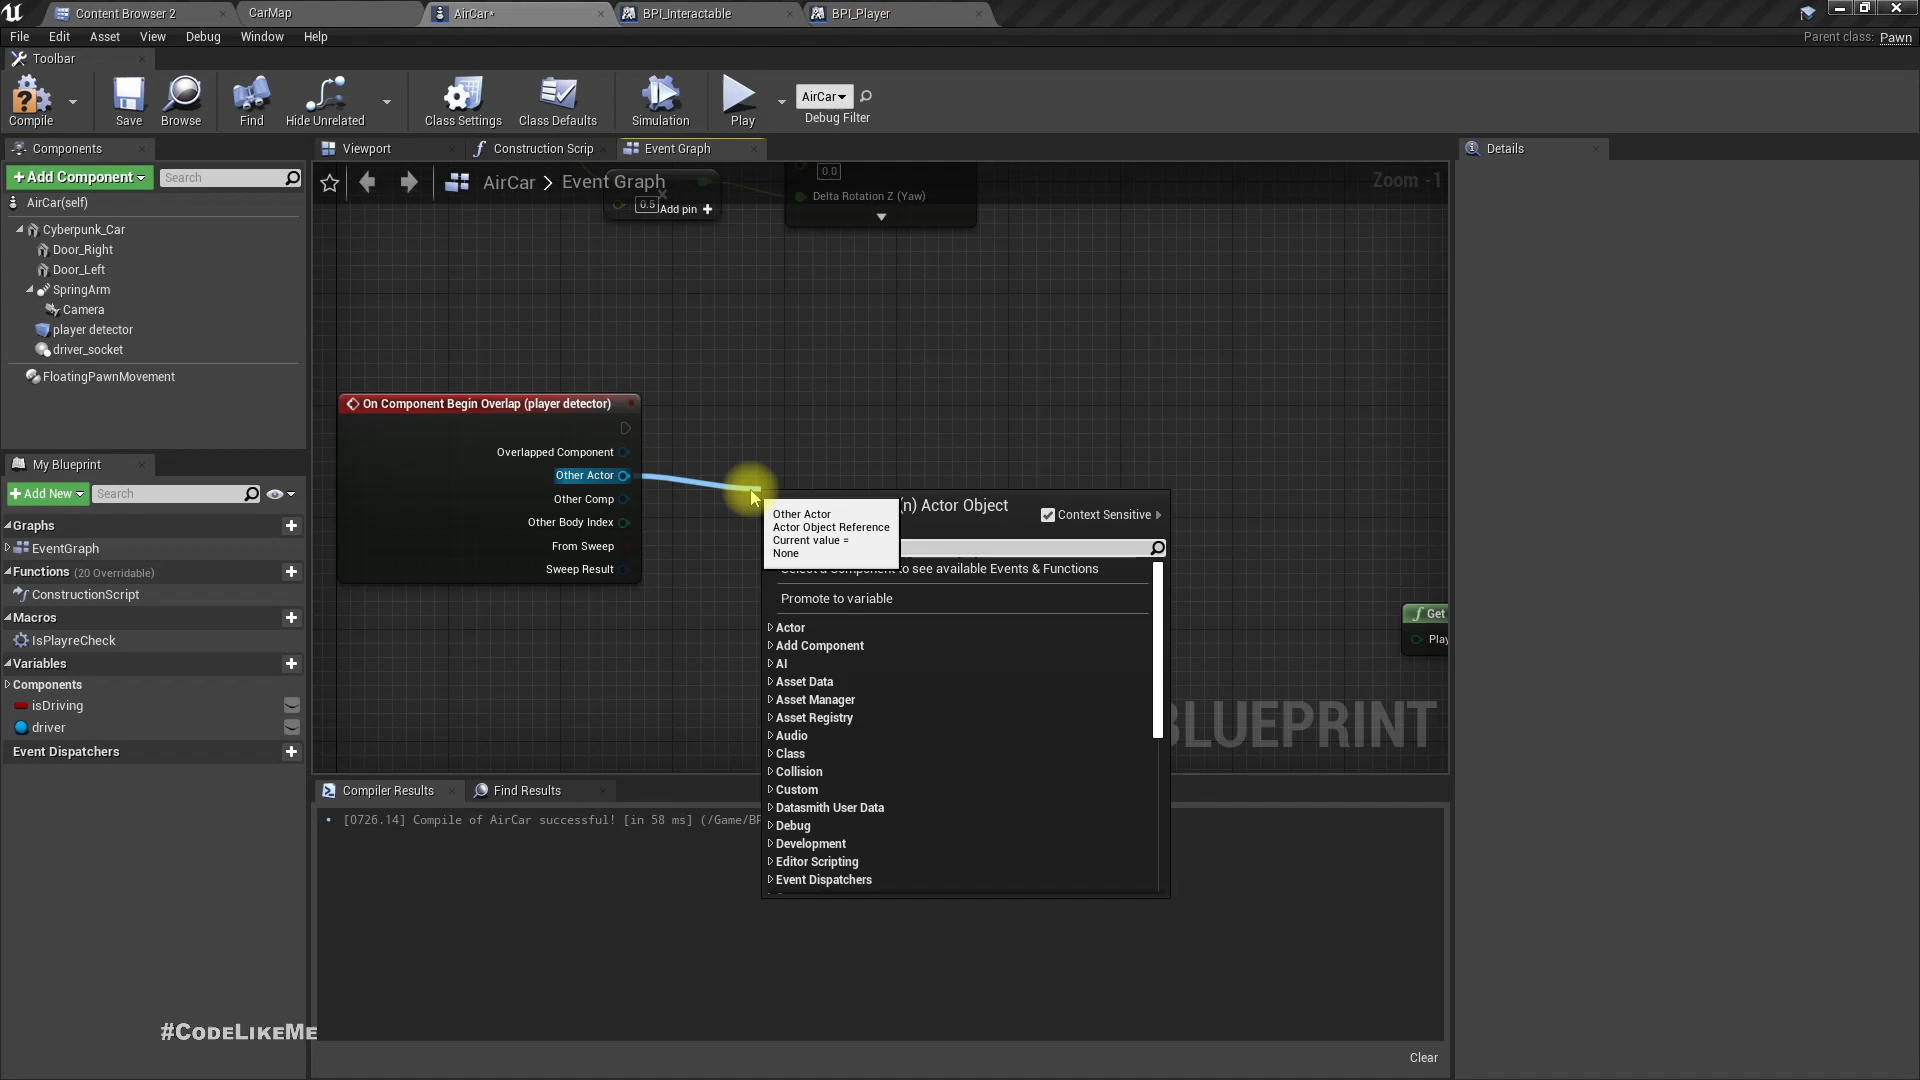 Content Browser 2
CarMap
AirCar*
BPI_Interactable
BPI_Player
File Edit Asset View Debug Window Help
Parent class: Pawn
Toolbar
Compile
Save
Browse
Find
Hide Unrelated
Class Settings
Class Defaults
Simulation
Play
AirCar
Debug Filter
Components
Viewport
Construction Scrip
Event Graph
Details
+Add Component
Search
AirCar > Event Graph
Zoom -1
0.0
Delta Rotation Z (Yaw)
0.5
Add pin +
AirCar(self)
Cyberpunk_Car
Door_Right
Door_Left
SpringArm
Camera
player detector
driver_socket
FloatingPawnMovement
On Component Begin Overlap (player detector)
Overlapped Component
Other Actor
Other Comp
Other Body Index
From Sweep
Sweep Result
My Blueprint
+Add New
Search
Graphs
EventGraph
Functions (20 Overridable)
ConstructionScript
Macros
IsPlayreCheck
Variables
Components
isDriving
driver
Event Dispatchers
(n) Actor Object
Context Sensitive
Other Actor
Actor Object Reference
Current value =
None
Select a Component to see available Events & Functions
Promote to variable
Actor
Add Component
AI
Asset Data
Asset Manager
Asset Registry
Audio
Class
Collision
Custom
Datasmith User Data
Debug
Development
Editor Scripting
Event Dispatchers
f Get
Play
BLUEPRINT
Compiler Results
Find Results
[0726.14] Compile of AirCar successful! [in 58 ms] (/Game/BP
#CodeLikeMe
Clear